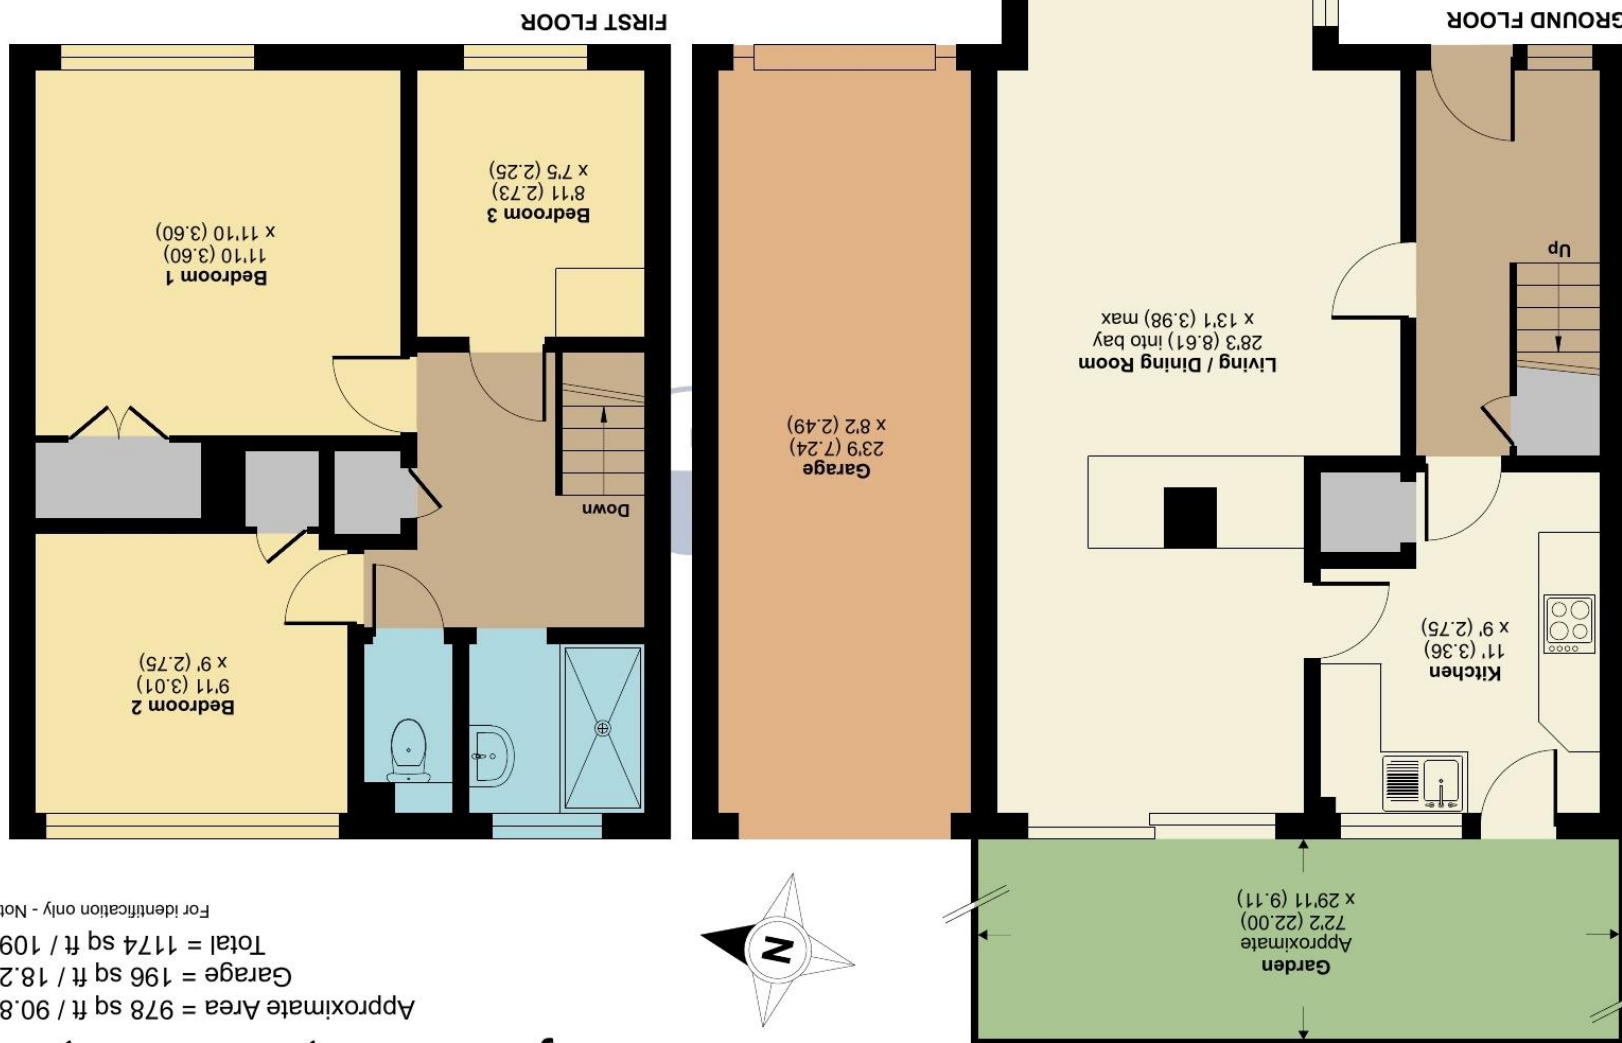 Approximate Area = 978 sq ft / 90.8
Garage = 196 sq ft / 18.2
Total = 1174 sq ft / 109
For identification only - Not
Garden
Approximate
72'2 (22.00)
x 29'11 (9.11)
N
Kitchen
11' (3.36)
x 9' (2.75)
Living / Dining Room
28'3 (8.61) into bay
x 13'1 (3.98) max
Up
Garage
23'9 (7.24)
x 8'2 (2.49)
GROUND FLOOR
Bedroom 2
9'11 (3.01)
x 9' (2.75)
Down
Bedroom 3
8'11 (2.73)
x 7'5 (2.25)
Bedroom 1
11'10 (3.60)
x 11'10 (3.60)
FIRST FLOOR